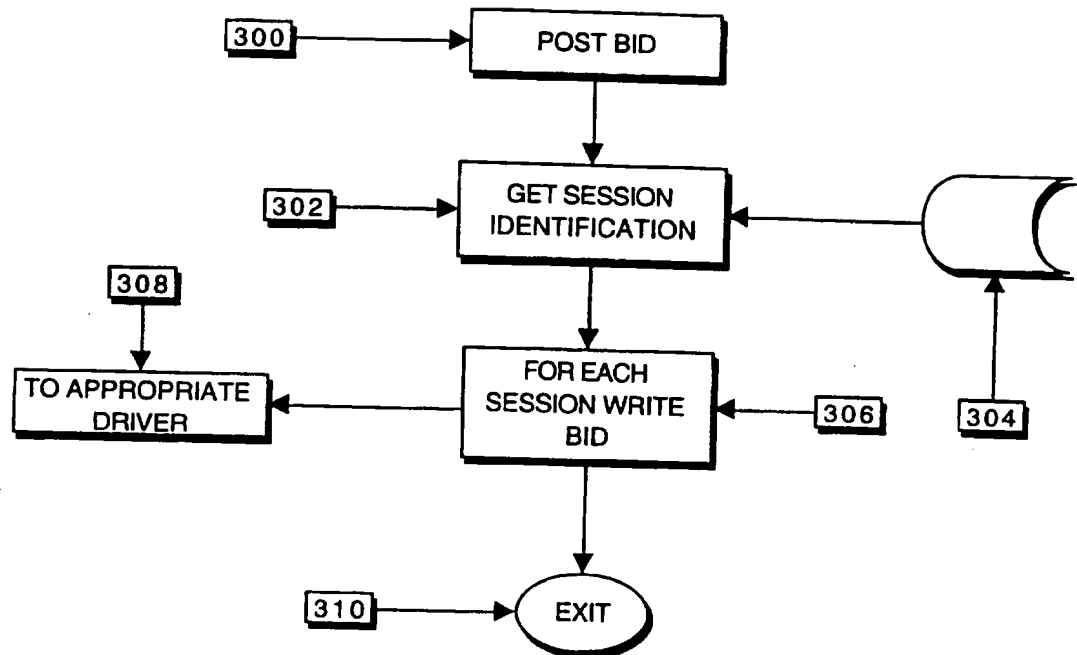 300
POST BID
302
GET SESSION
IDENTIFICATION
308
TO APPROPRIATE
DRIVER
FOR EACH
SESSION WRITE
BID
306
304
310
EXIT